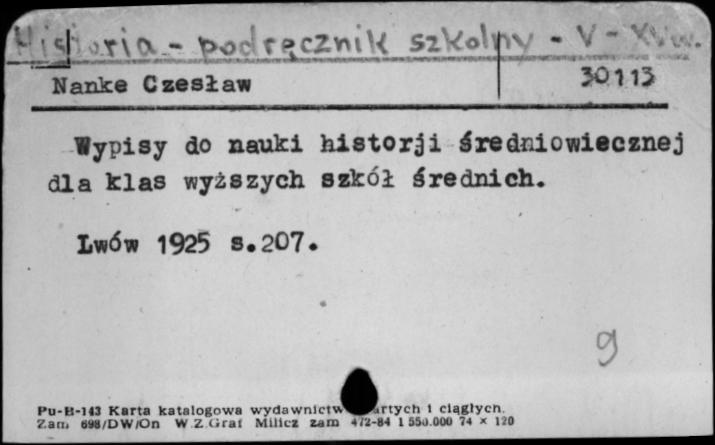 Historia - podręcznik szkolny - V - XVw.
Nanke Czesław 30113
Wypisy do nauki historji średniowiecznej
dla klas wyższych szkół średnich.
Lwów 1925 s.207.
9
Pu-B-143 Karta katalogowa wydawnictw artych i ciągłych.
Zam 698/DW/On W.Z.Graf Milicz zam 472-84 1 550.000 74 × 120